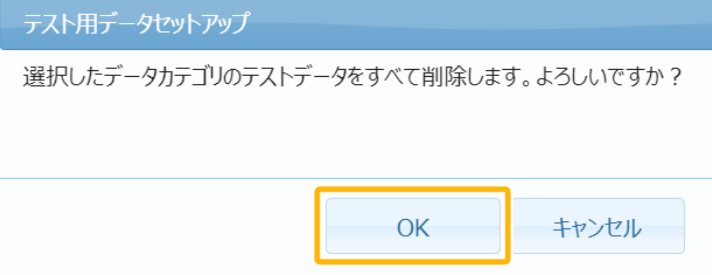 テスト用データセットアップ
選択したデータカテゴリのテストデータをすべて削除します。よろしいですか？
OK
キャンセル